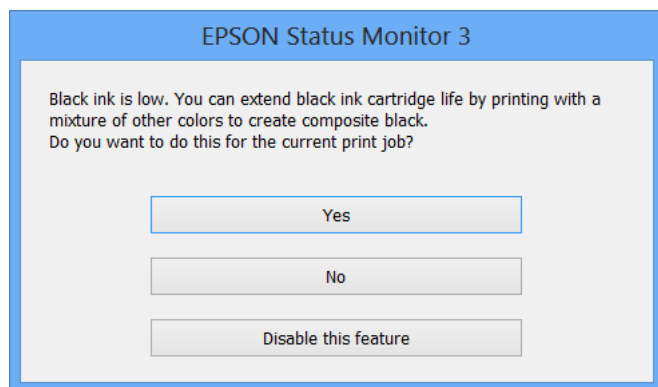 EPSON Status Monitor 3
Black ink is low. You can extend black ink cartridge life by printing with a
mixture of other colors to create composite black.
Do you want to do this for the current print job?
Yes
No
Disable this feature